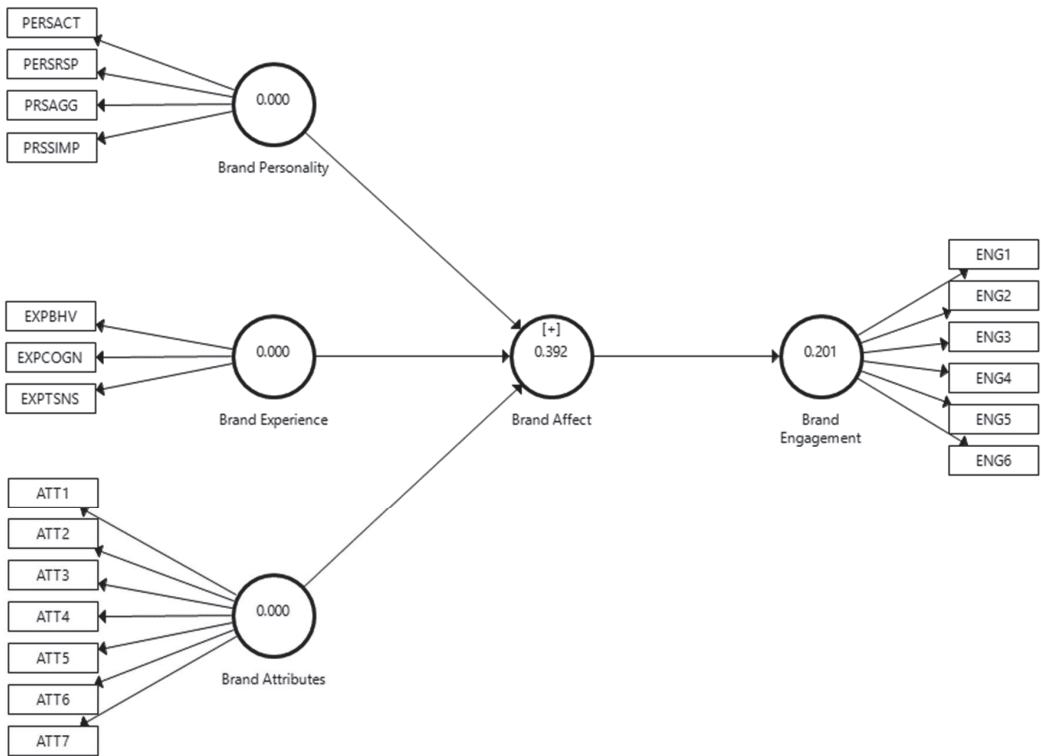 PERSACT
PERSRSP
PRSAGG
PRSSIMP
0.000
Brand Personality
EXPBHV
EXPCOGN
EXPTSNS
0.000
Brand Experience
ATT1
ATT2
ATT3
ATT4
ATT5
ATT6
ATT7
0.000
Brand Attributes
[+]
0.392
Brand Affect
0.201
Brand
Engagement
ENG1
ENG2
ENG3
ENG4
ENG5
ENG6